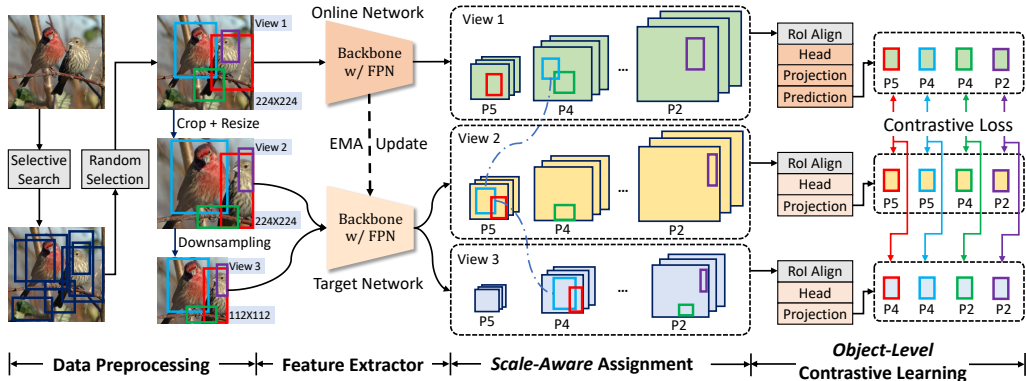 Online Network
View 1
224X224
Crop + Resize
Selective
Search
Random
Selection
View 2
224X224
Downsampling
View 3
112X112
Backbone
w/ FPN
EMA Update
Backbone
w/ FPN
Target Network
View 1
P5
P4
...
P2
View 2
P5
P4
...
P2
View 3
P5
P4
...
P2
RoI Align
Head
Projection
Prediction
P5 P4 P4 P2
Contrastive Loss
RoI Align
Head
Projection
P5 P5 P4 P2
RoI Align
Head
Projection
P4 P4 P2 P2
Data Preprocessing
Feature Extractor
Scale-Aware Assignment
Object-Level
Contrastive Learning